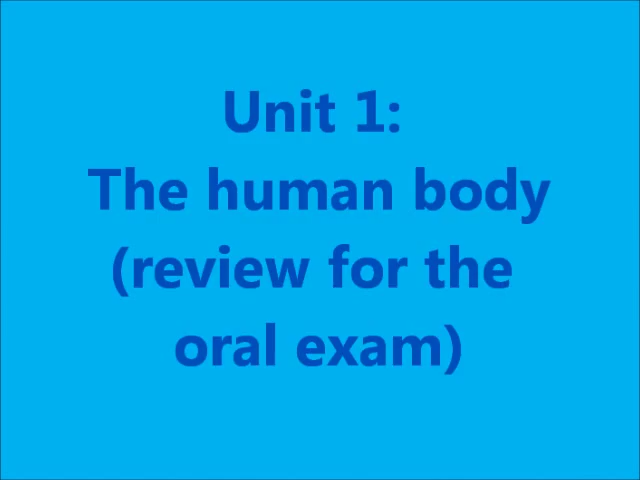 Unit 1:
The human body
(review for the
oral exam)